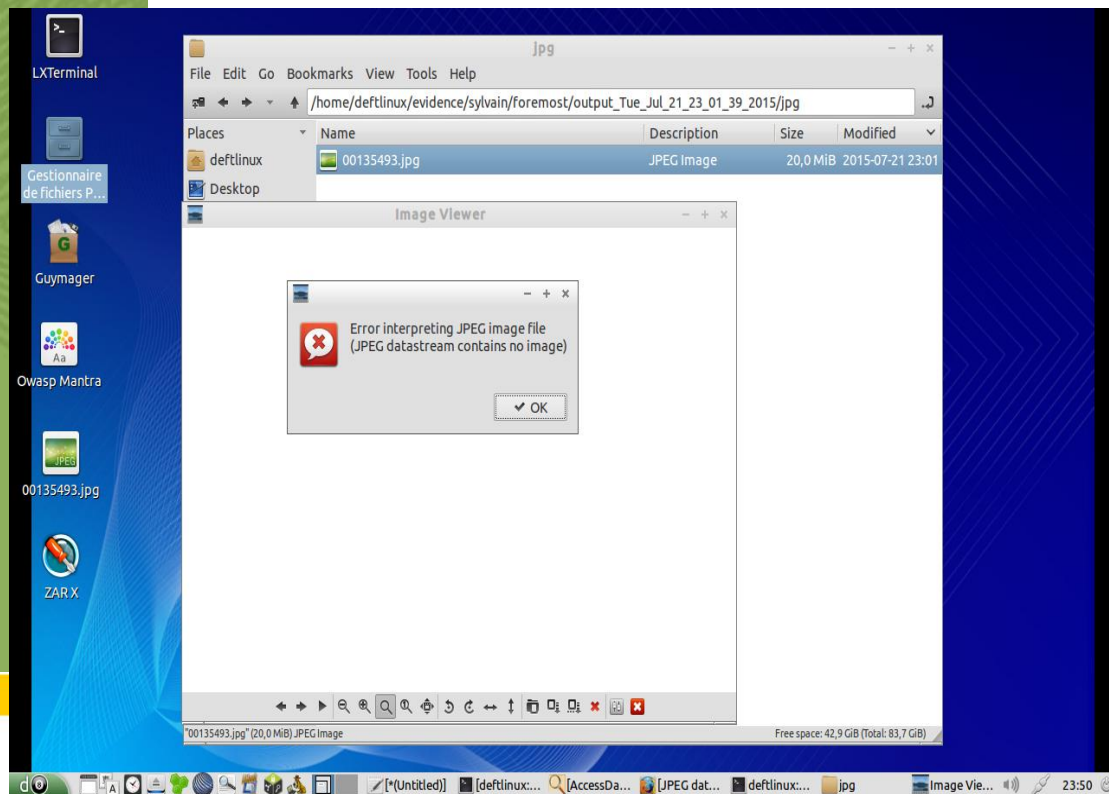 LXTerminal
Gestionnaire
de fichiers P...
G
Guymager
Aa
Owasp Mantra
JPEG
00135493.jpg
ZAR X
jpg
File Edit Go Bookmarks View Tools Help
/home/deftlinux/evidence/sylvain/foremost/output_Tue_Jul_21_23_01_39_2015/jpg
Places Name Description Size Modified
deftlinux 00135493.jpg JPEG Image 20,0 MiB 2015-07-21 23:01
Desktop
Image Viewer
Error interpreting JPEG image file
(JPEG datastream contains no image)
OK
"00135493.jpg" (20,0 MiB) JPEG Image Free space: 42,9 GiB (Total: 83,7 GiB)
[*(Untitled)] [deftlinux:... [AccessDa... [JPEG dat... deftlinux:... jpg Image Vie... 23:50